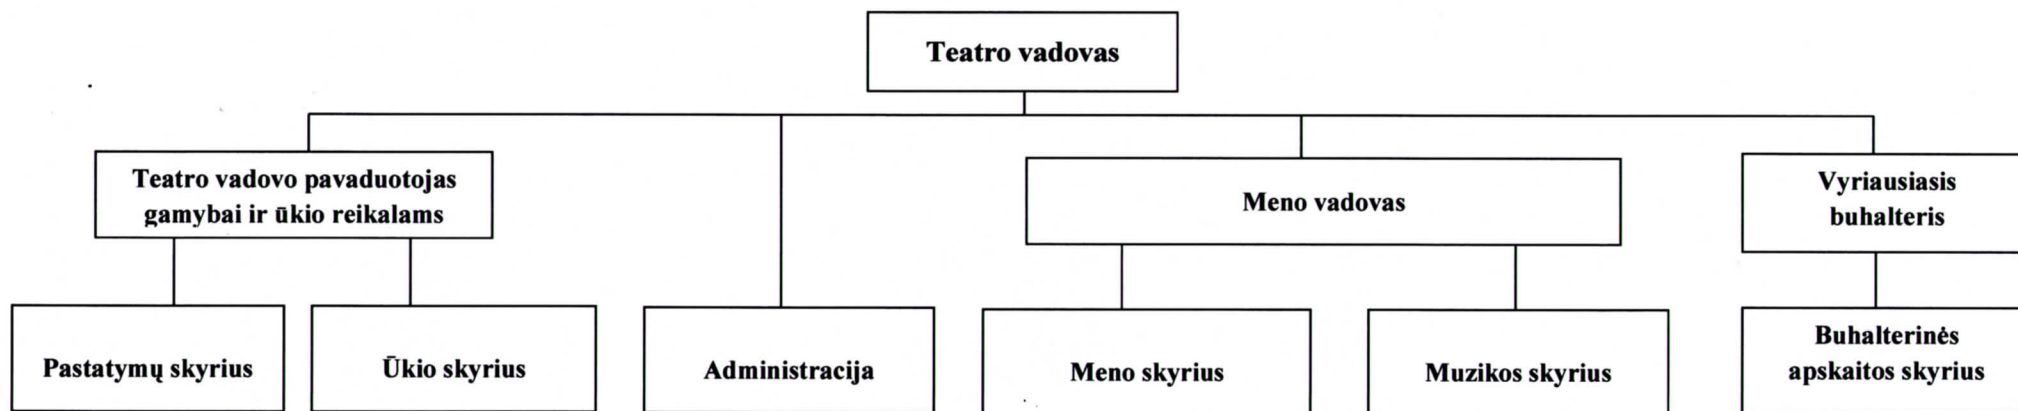 Teatro vadovas
Teatro vadovo pavaduotojas
gamybai ir ūkio reikalams
Meno vadovas
Vyriausiasis
buhalteris
Pastatymų skyrius
Ūkio skyrius
Administracija
Meno skyrius
Muzikos skyrius
Buhalterinės
apskaitos skyrius